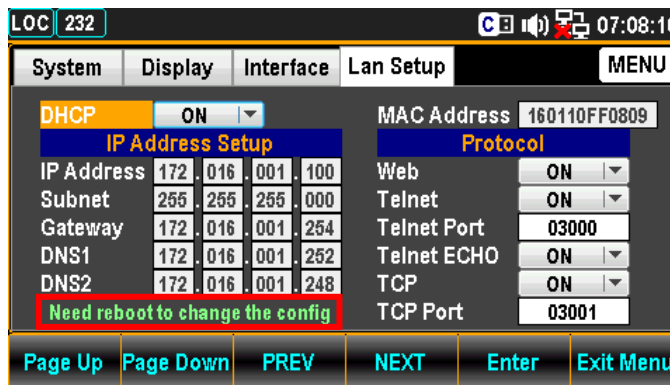 LOC 232 C 07:08:10
System Display Interface Lan Setup MENU
DHCP ON
IP Address Setup
IP Address 172 . 016 . 001 . 100
Subnet 255 . 255 . 255 . 000
Gateway 172 . 016 . 001 . 254
DNS1 172 . 016 . 001 . 252
DNS2 172 . 016 . 001 . 248
Need reboot to change the config
MAC Address 160110FF0809
Protocol
Web ON
Telnet ON
Telnet Port 03000
Telnet ECHO ON
TCP ON
TCP Port 03001
Page Up Page Down PREV NEXT Enter Exit Menu